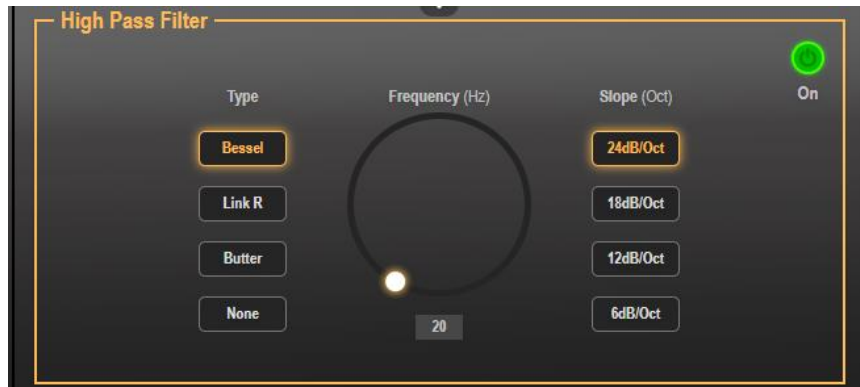 High Pass Filter
Type
Frequency (Hz)
Slope (Oct)
On
Bessel
24dB/Oct
Link R
18dB/Oct
Butter
12dB/Oct
None
6dB/Oct
20